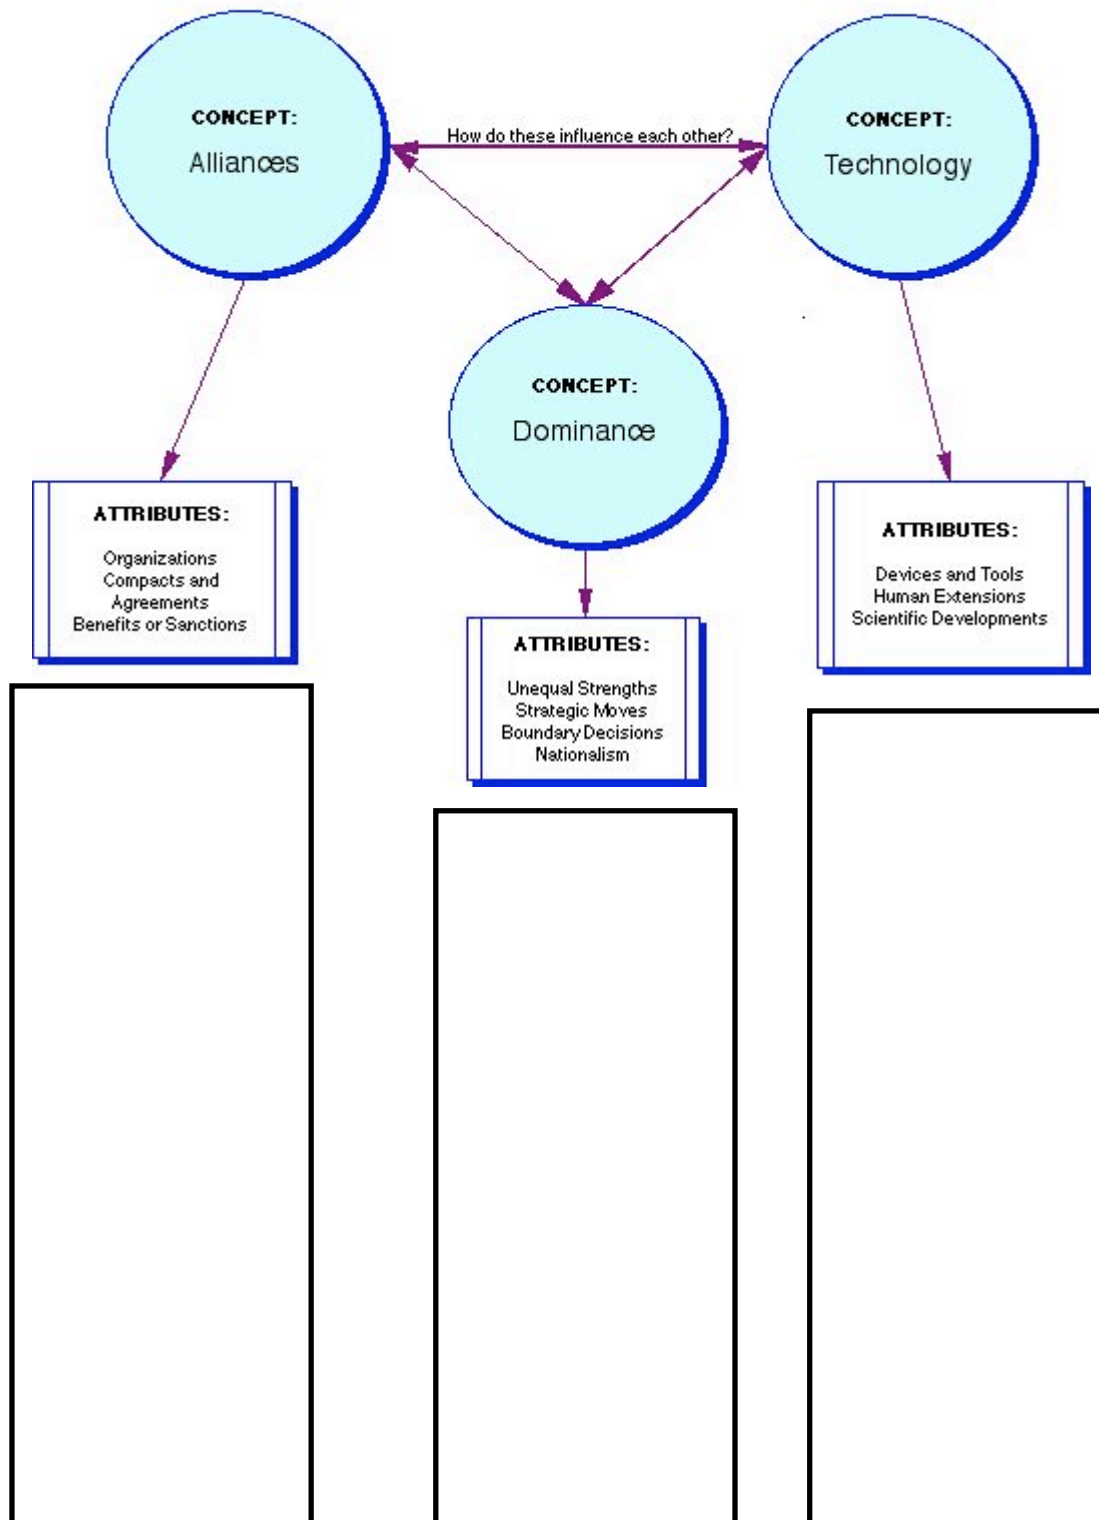 CONCEPT:
Alliances
How do these influence each other?
CONCEPT:
Technology
CONCEPT:
Dominance
ATTRIBUTES:
Organizations
Compacts and
Agreements
Benefits or Sanctions
ATTRIBUTES:
Unequal Strengths
Strategic Moves
Boundary Decisions
Nationalism
ATTRIBUTES:
Devices and Tools
Human Extensions
Scientific Developments